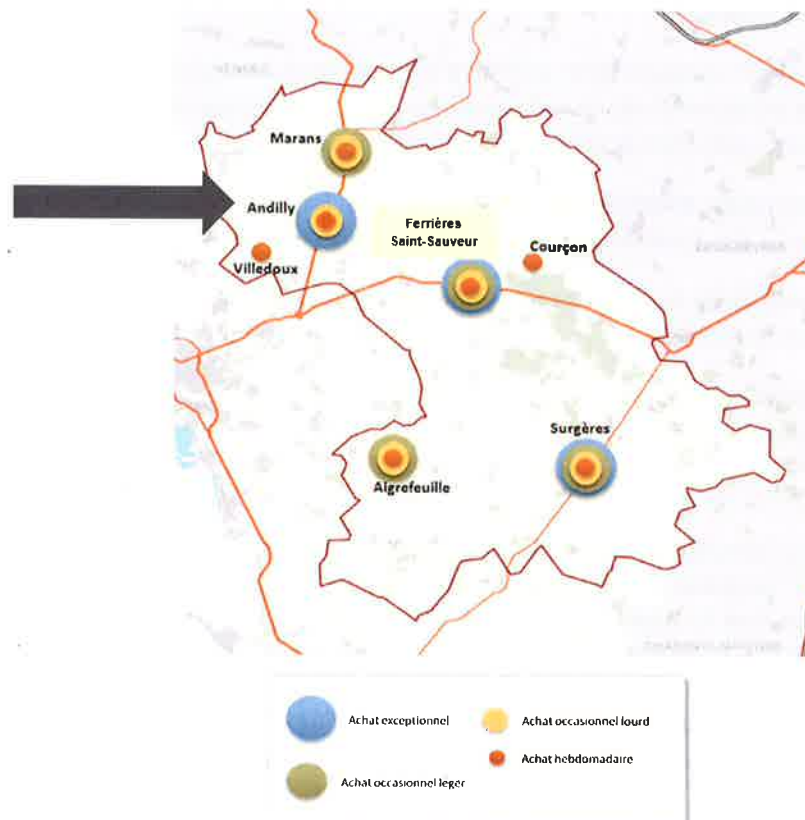 Marans
Andilly
Ferrières
Saint-Sauveur
Courçon
Villedoux
Surgères
Aigrefeuille
Achat exceptionnel
Achat occasionnel lourd
Achat hebdomadaire
Achat occasionnel leger